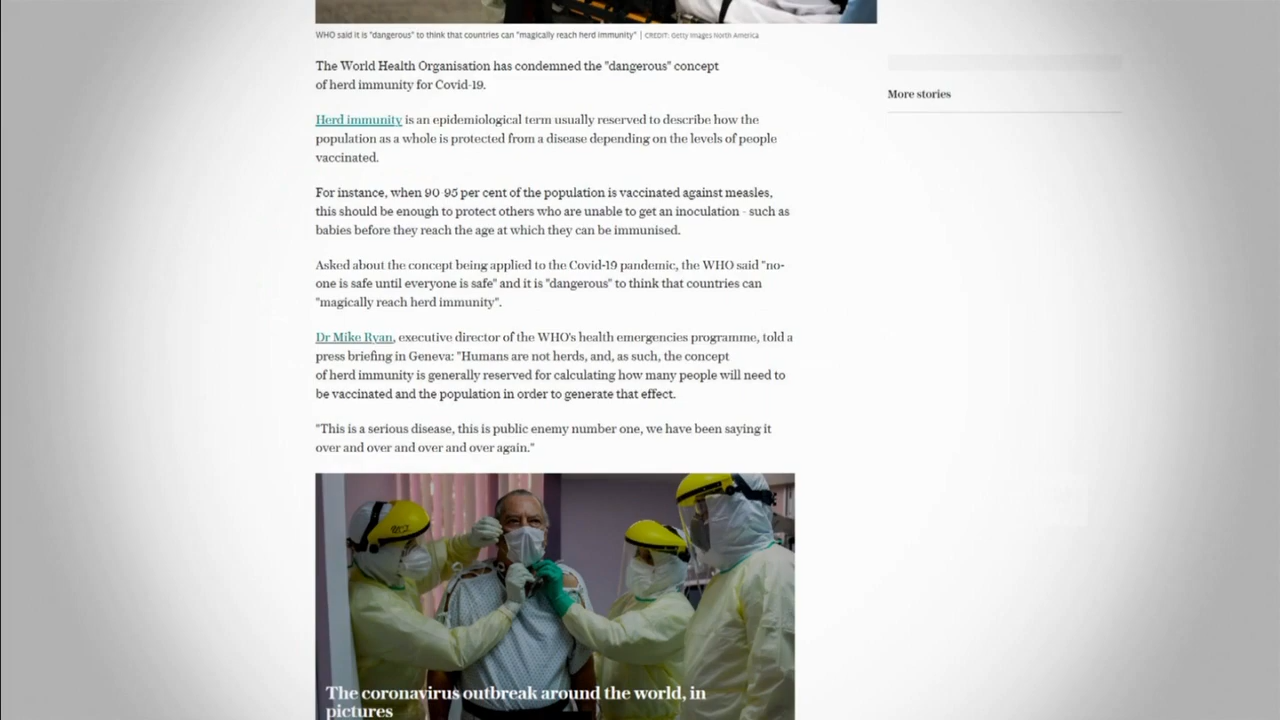 WHO said it is "dangerous" to think that countries can "magically reach herd immunity" | CREDIT: Getty Images North America
The World Health Organisation has condemned the "dangerous" concept
of herd immunity for Covid-19.
Herd immunity is an epidemiological term usually reserved to describe how the
population as a whole is protected from a disease depending on the levels of people
vaccinated.
For instance, when 90-95 per cent of the population is vaccinated against measles,
this should be enough to protect others who are unable to get an inoculation - such as
babies before they reach the age at which they can be immunised.
Asked about the concept being applied to the Covid-19 pandemic, the WHO said "no-
one is safe until everyone is safe" and it is "dangerous" to think that countries can
"magically reach herd immunity".
Dr Mike Ryan, executive director of the WHO's health emergencies programme, told a
press briefing in Geneva: "Humans are not herds, and, as such, the concept
of herd immunity is generally reserved for calculating how many people will need to
be vaccinated and the population in order to generate that effect.
"This is a serious disease, this is public enemy number one, we have been saying it
over and over and over and over again."
The coronavirus outbreak around the world, in
pictures
More stories